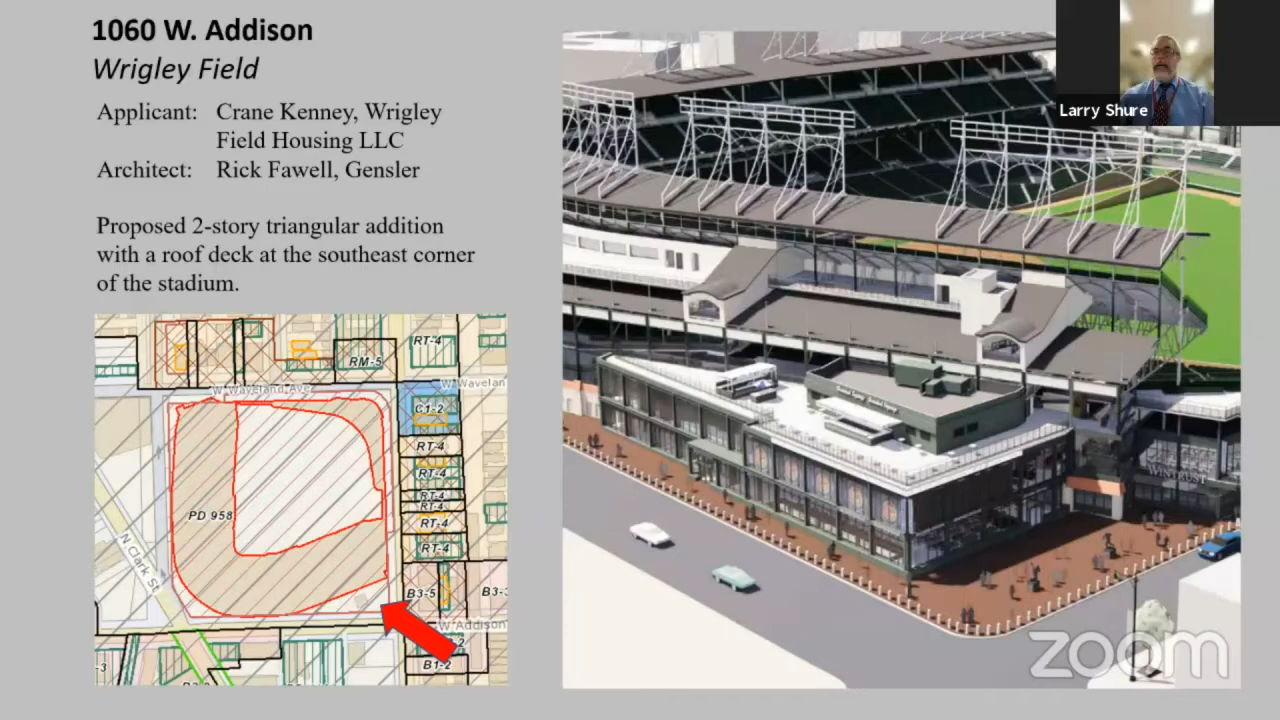 1060 W. Addison
Wrigley Field
Applicant: Crane Kenney, Wrigley
Field Housing LLC
Architect: Rick Fawell, Gensler
Proposed 2-story triangular addition
with a roof deck at the southeast corner
of the stadium.
RT-4
RM-5
W Waveland Ave
W Wavelan
C1-2
RT-4
RT-4
RT-4
RT-4
RT-4
RT-4
PD 958
N Clark St
B3-5
B3-
W Addison
-2
B1-2
-3
Larry Shure
WINTRUST
zoom